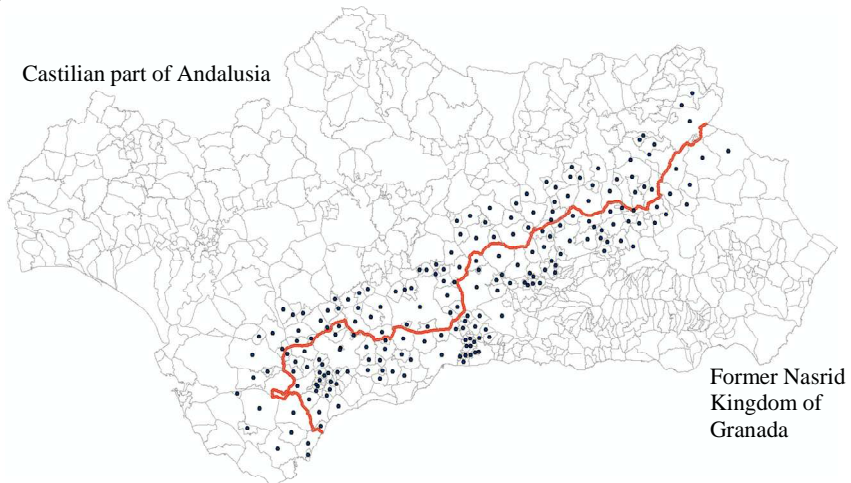 Castilian part of Andalusia
Former Nasrid
Kingdom of
Granada